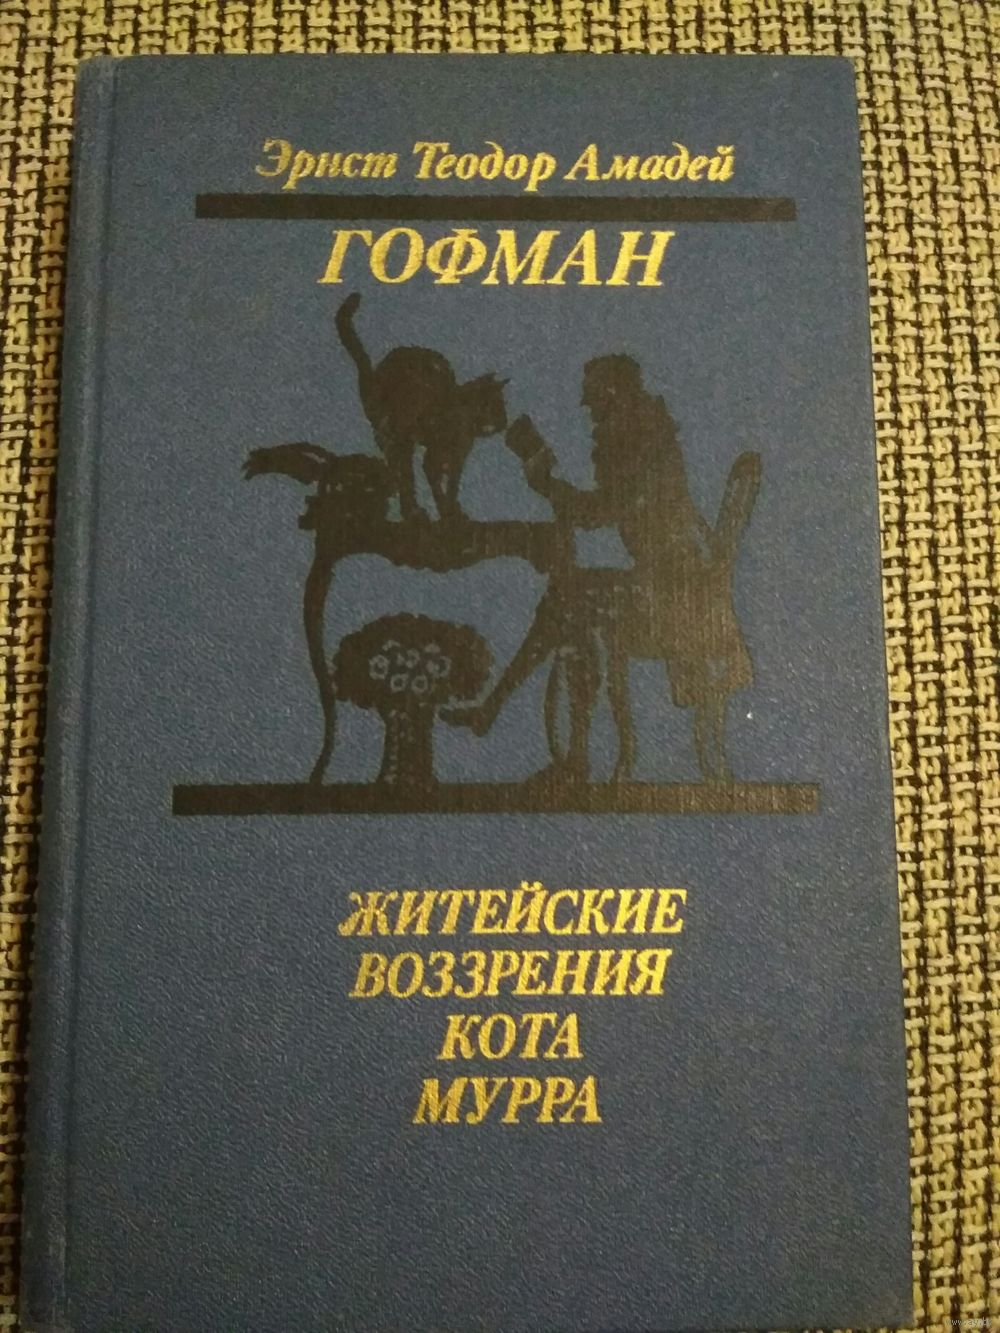 Эрнст Теодор Амадей
ГОФМАН
ЖИТЕЙСКИЕ
ВОЗЗРЕНИЯ
КОТА
МУРРА